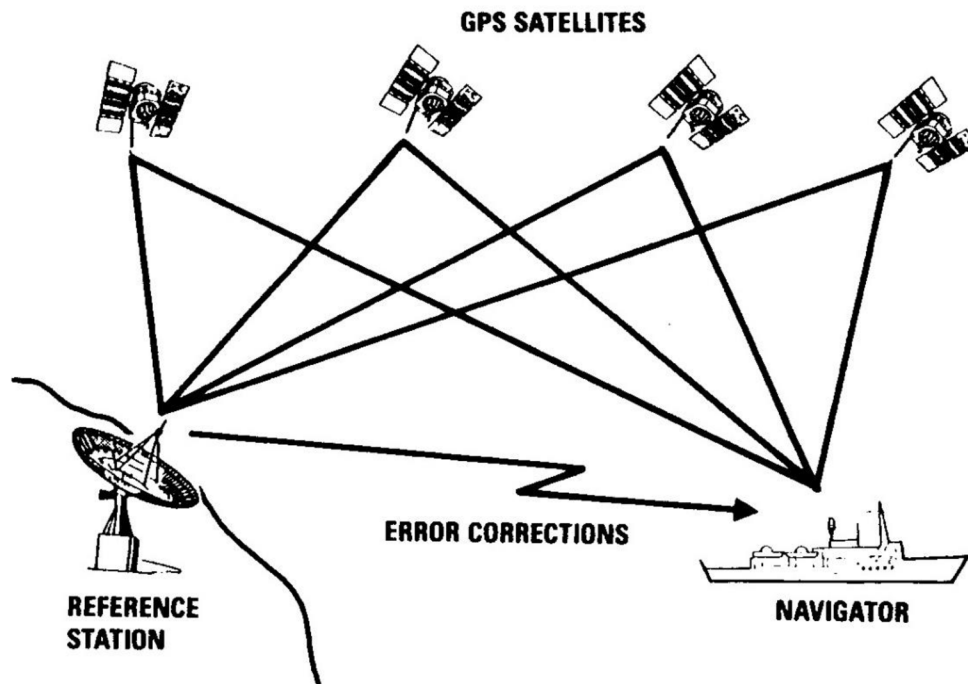 GPS SATELLITES
ERROR CORRECTIONS
REFERENCE
STATION
NAVIGATOR